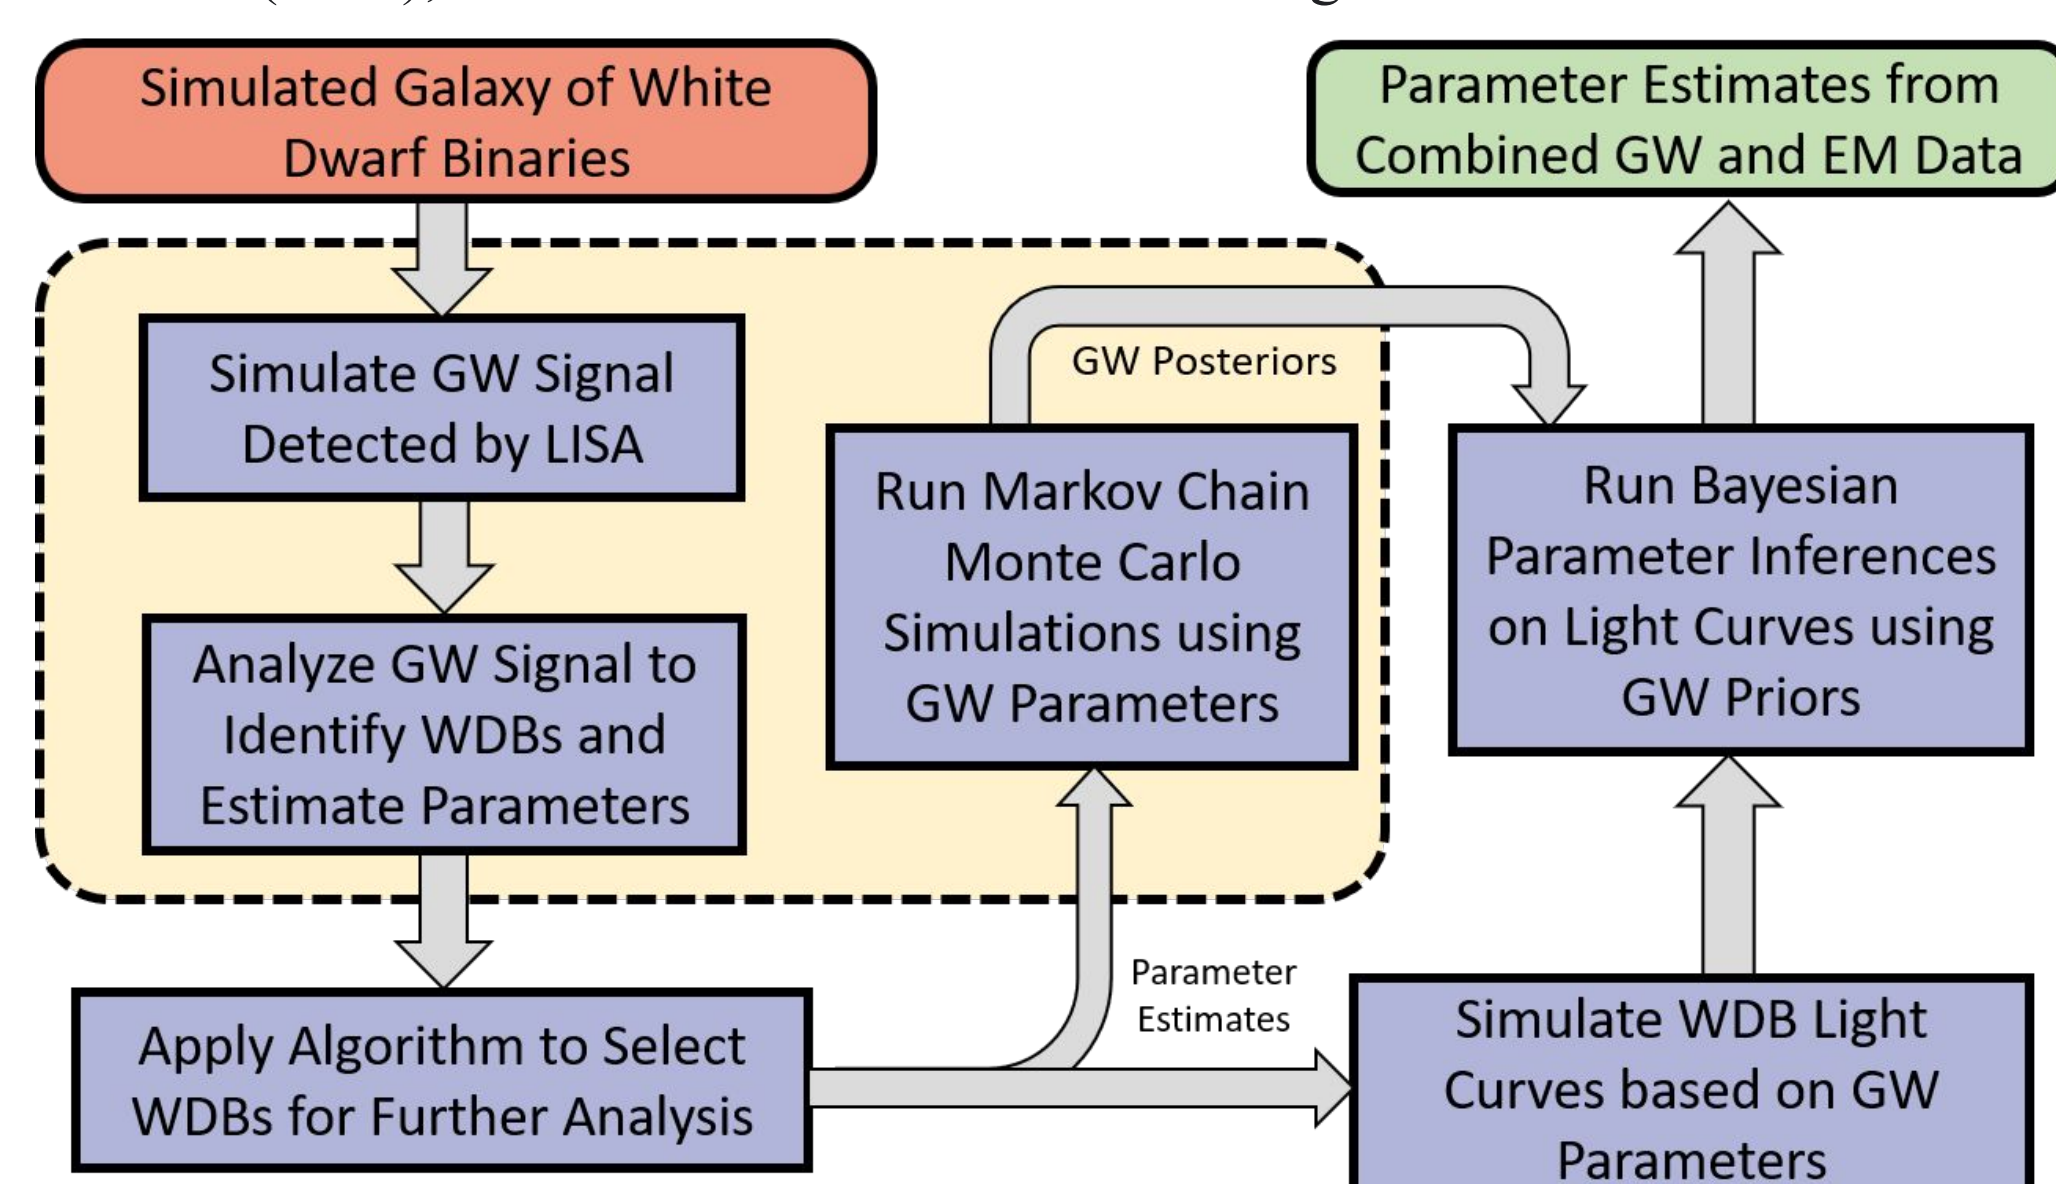 Simulated Galaxy of White
Dwarf Binaries
Parameter Estimates from
Combined GW and EM Data
Simulate GW Signal
Detected by LISA
GW Posteriors
Analyze GW Signal to
Identify WDBs and
Estimate Parameters
Run Markov Chain
Monte Carlo
Simulations using
GW Parameters
Run Bayesian
Parameter Inferences
on Light Curves using
GW Priors
Apply Algorithm to Select
WDBs for Further Analysis
Parameter
Estimates
Simulate WDB Light
Curves based on GW
Parameters